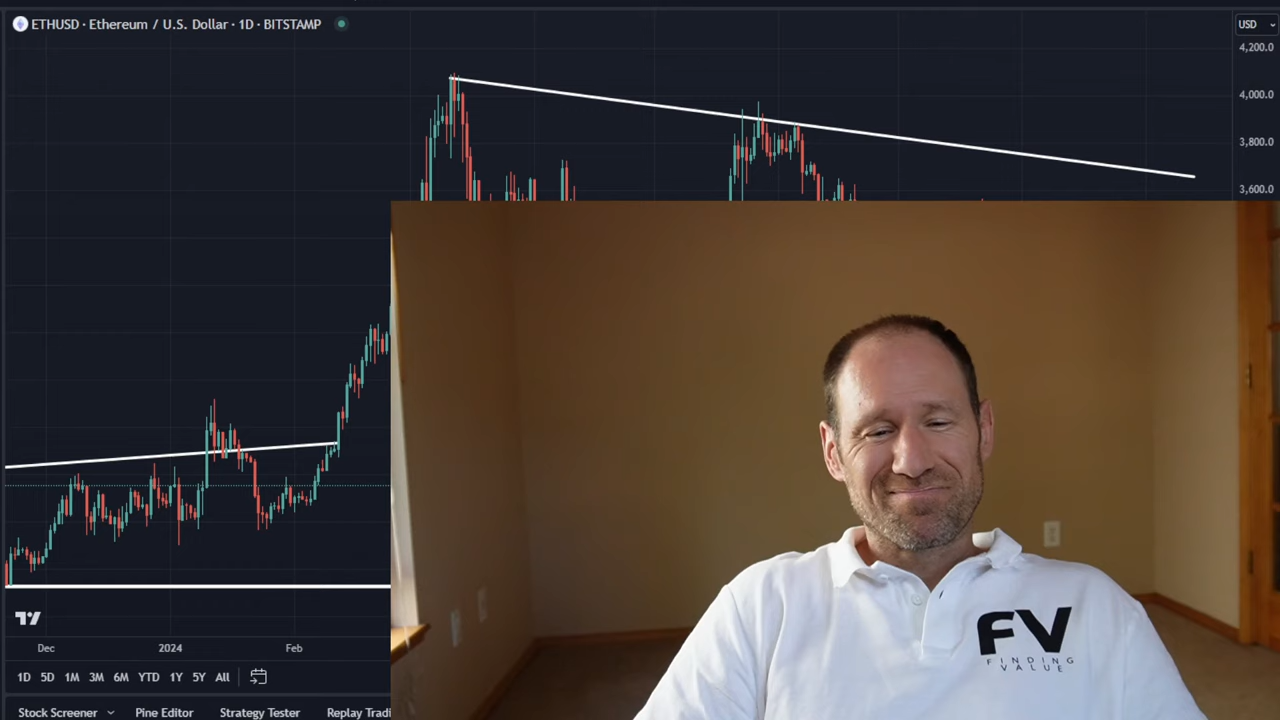 ETHUSD · Ethereum / U.S. Dollar · 1D · BITSTAMP
USD
4,200.0
4,000.0
3,800.0
3,600.0
Dec 2024 Feb
1D 5D 1M 3M 6M YTD 1Y 5Y All
Stock Screener Pine Editor Strategy Tester Replay Tradi
FV
FINDING
VALUE